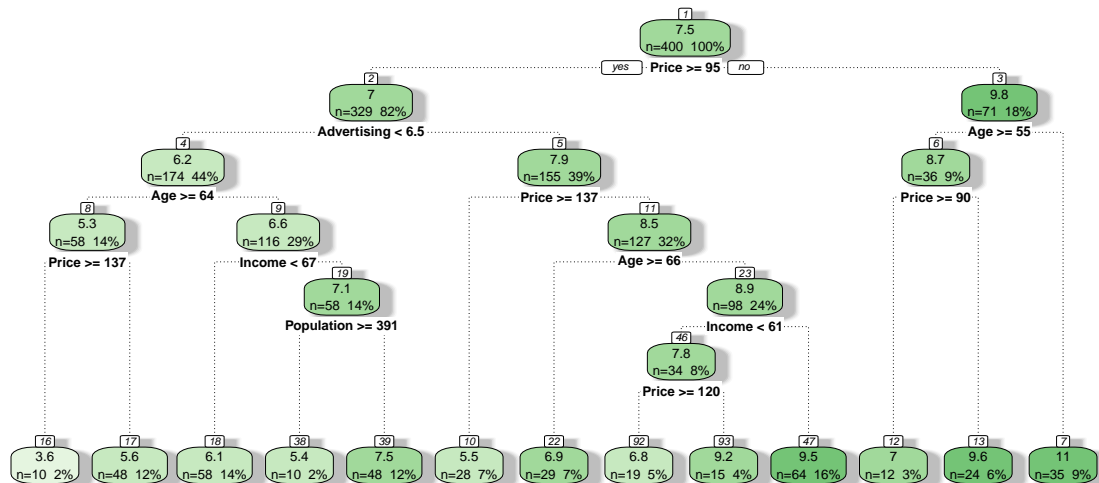 1
7.5
n=400 100%
yes Price >= 95 no
2
7
n=329 82%
Advertising < 6.5
3
9.8
n=71 18%
Age >= 55
4
6.2
n=174 44%
Age >= 64
5
7.9
n=155 39%
Price >= 137
6
8.7
n=36 9%
Price >= 90
8
5.3
n=58 14%
Price >= 137
9
6.6
n=116 29%
Income < 67
11
8.5
n=127 32%
Age >= 66
19
7.1
n=58 14%
Population >= 391
23
8.9
n=98 24%
Income < 61
46
7.8
n=34 8%
Price >= 120
16
3.6
n=10 2%
17
5.6
n=48 12%
18
6.1
n=58 14%
38
5.4
n=10 2%
39
7.5
n=48 12%
10
5.5
n=28 7%
22
6.9
n=29 7%
92
6.8
n=19 5%
93
9.2
n=15 4%
47
9.5
n=64 16%
12
7
n=12 3%
13
9.6
n=24 6%
7
11
n=35 9%